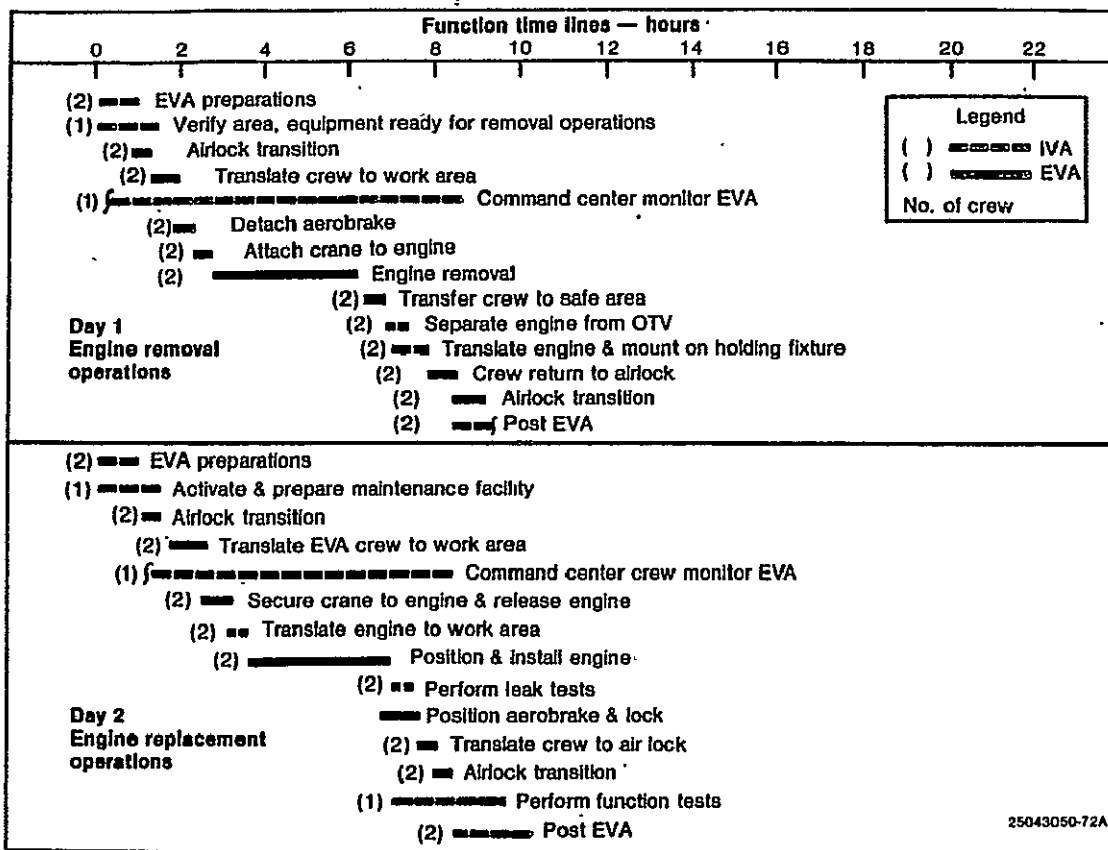 Function time lines — hours
0 2 4 6 8 10 12 14 16 18 20 22
(2) EVA preparations
(1) Verify area, equipment ready for removal operations
(2) Airlock transition
(2) Translate crew to work area
(1) Command center monitor EVA
(2) Detach aerobrake
(2) Attach crane to engine
(2) Engine removal
(2) Transfer crew to safe area
(2) Separate engine from OTV
(2) Translate engine & mount on holding fixture
(2) Crew return to airlock
(2) Airlock transition
(2) Post EVA
Day 1
Engine removal
operations
Legend
( ) IVA
( ) EVA
No. of crew
(2) EVA preparations
(1) Activate & prepare maintenance facility
(2) Airlock transition
(2) Translate EVA crew to work area
(1) Command center crew monitor EVA
(2) Secure crane to engine & release engine
(2) Translate engine to work area
(2) Position & install engine
(2) Perform leak tests
Position aerobrake & lock
(2) Translate crew to air lock
(2) Airlock transition
(1) Perform function tests
(2) Post EVA
Day 2
Engine replacement
operations
25043050-72A